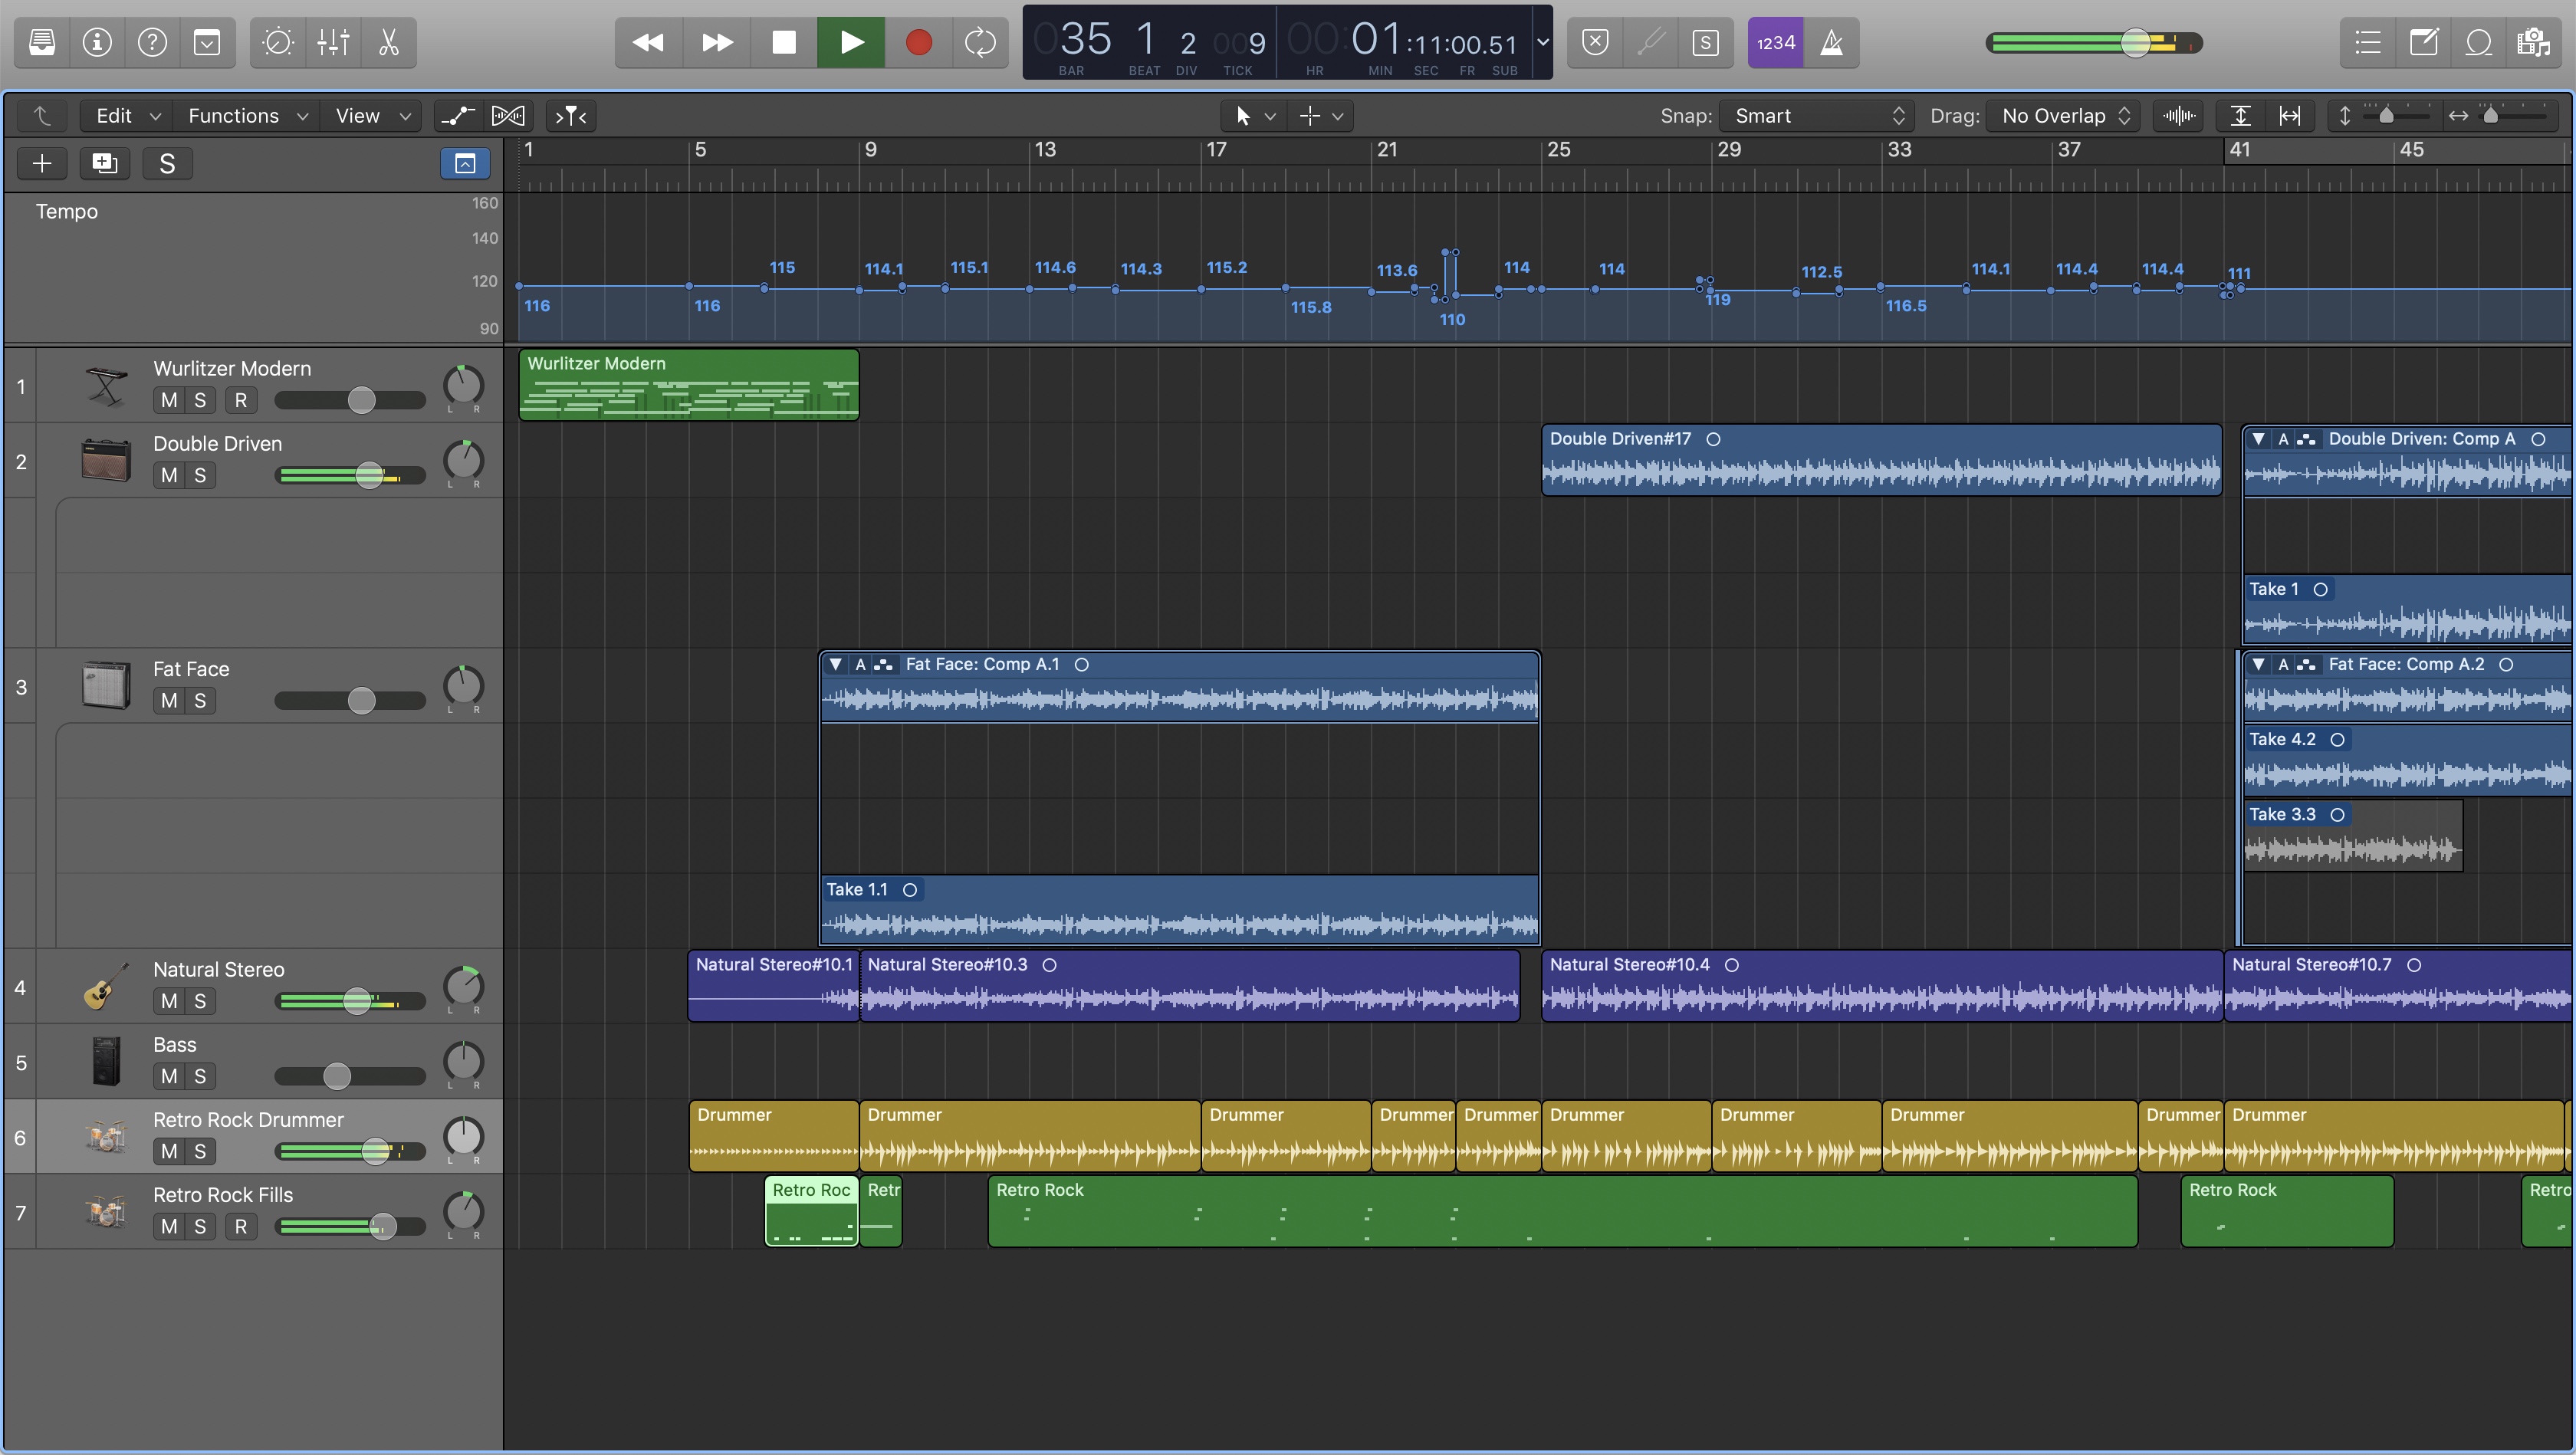 035 1 2 009 00:01:11:00.51
BAR BEAT DIV TICK HR MIN SEC FR SUB
S 1234
Edit Functions View Snap: Smart Drag: No Overlap
S 1 5 9 13 17 21 25 29 33 37 41 45
Tempo 160
140
120
90
115 114.1 115.1 114.6 114.3 115.2 113.6 114 114 112.5 114.1 114.4 114.4 111
116 116 115.8 110 119 116.5
1 Wurlitzer Modern
M S R L R
Wurlitzer Modern
2 Double Driven
M S L R
Double Driven#17
A Double Driven: Comp A
Take 1
3 Fat Face
M S L R
A Fat Face: Comp A.1
Take 1.1
A Fat Face: Comp A.2
Take 4.2
Take 3.3
4 Natural Stereo
M S L R
Natural Stereo#10.1 Natural Stereo#10.3 Natural Stereo#10.4 Natural Stereo#10.7
5 Bass
M S L R
6 Retro Rock Drummer
M S L R
Drummer Drummer Drummer Drummer Drummer Drummer Drummer Drummer Drummer Drummer
7 Retro Rock Fills
M S R L R
Retro Roc Retr Retro Rock Retro Rock Retro